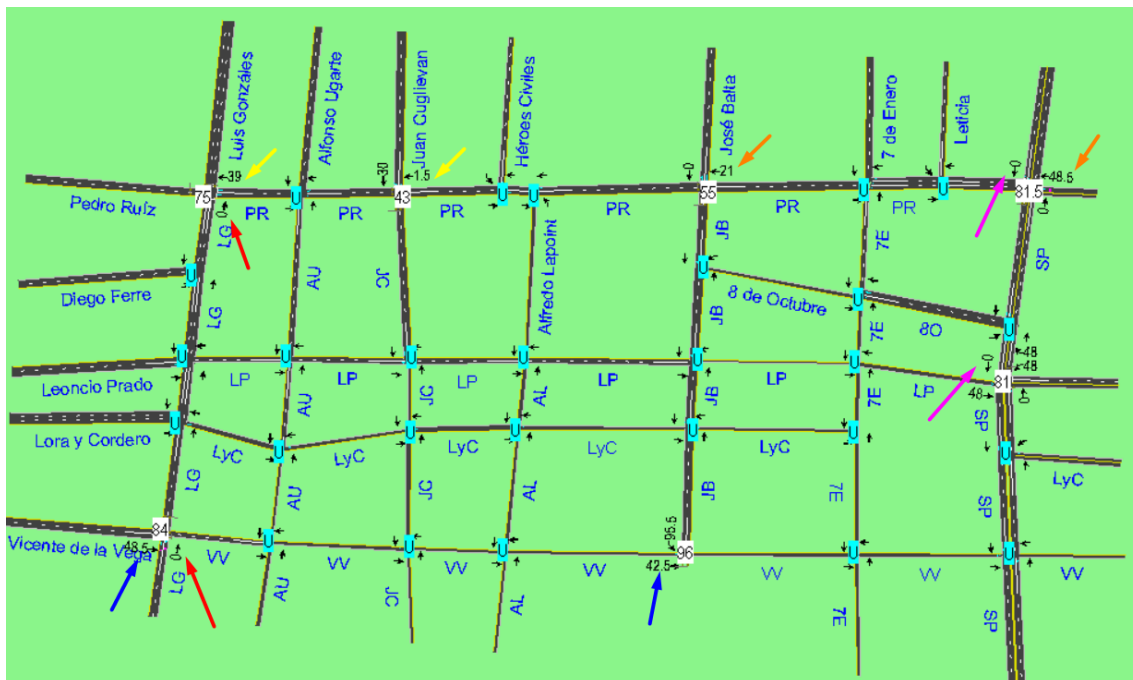 Luis Gonzáles
Alfonso Ugarte
Juan Cuglievan
Héroes Civiles
José Balta
7 de Enero
Leticia
39
30
1.5
0
21
0
48.5
Pedro Ruíz
75
43
55
81.5
0
PR
PR
PR
PR
PR
PR
0
LG
LG
AU
JC
Alfredo Lapoint
JB
7E
SP
Diego Ferre
LG
8 de Octubre
JB
7E
8O
48
0
48
Leoncio Prado
LP
LP
LP
LP
LP
LP
81
48
0
JC
AL
JB
7E
SP
Lora y Cordero
AU
LyC
LyC
LyC
LyC
LyC
LyC
LG
AU
JC
AL
JB
7E
SP
84
95.5
Vicente de la Vega
48.5
0
96
42.5
VV
VV
VV
VV
VV
VV
VV
LG
AU
JC
AL
7E
SP